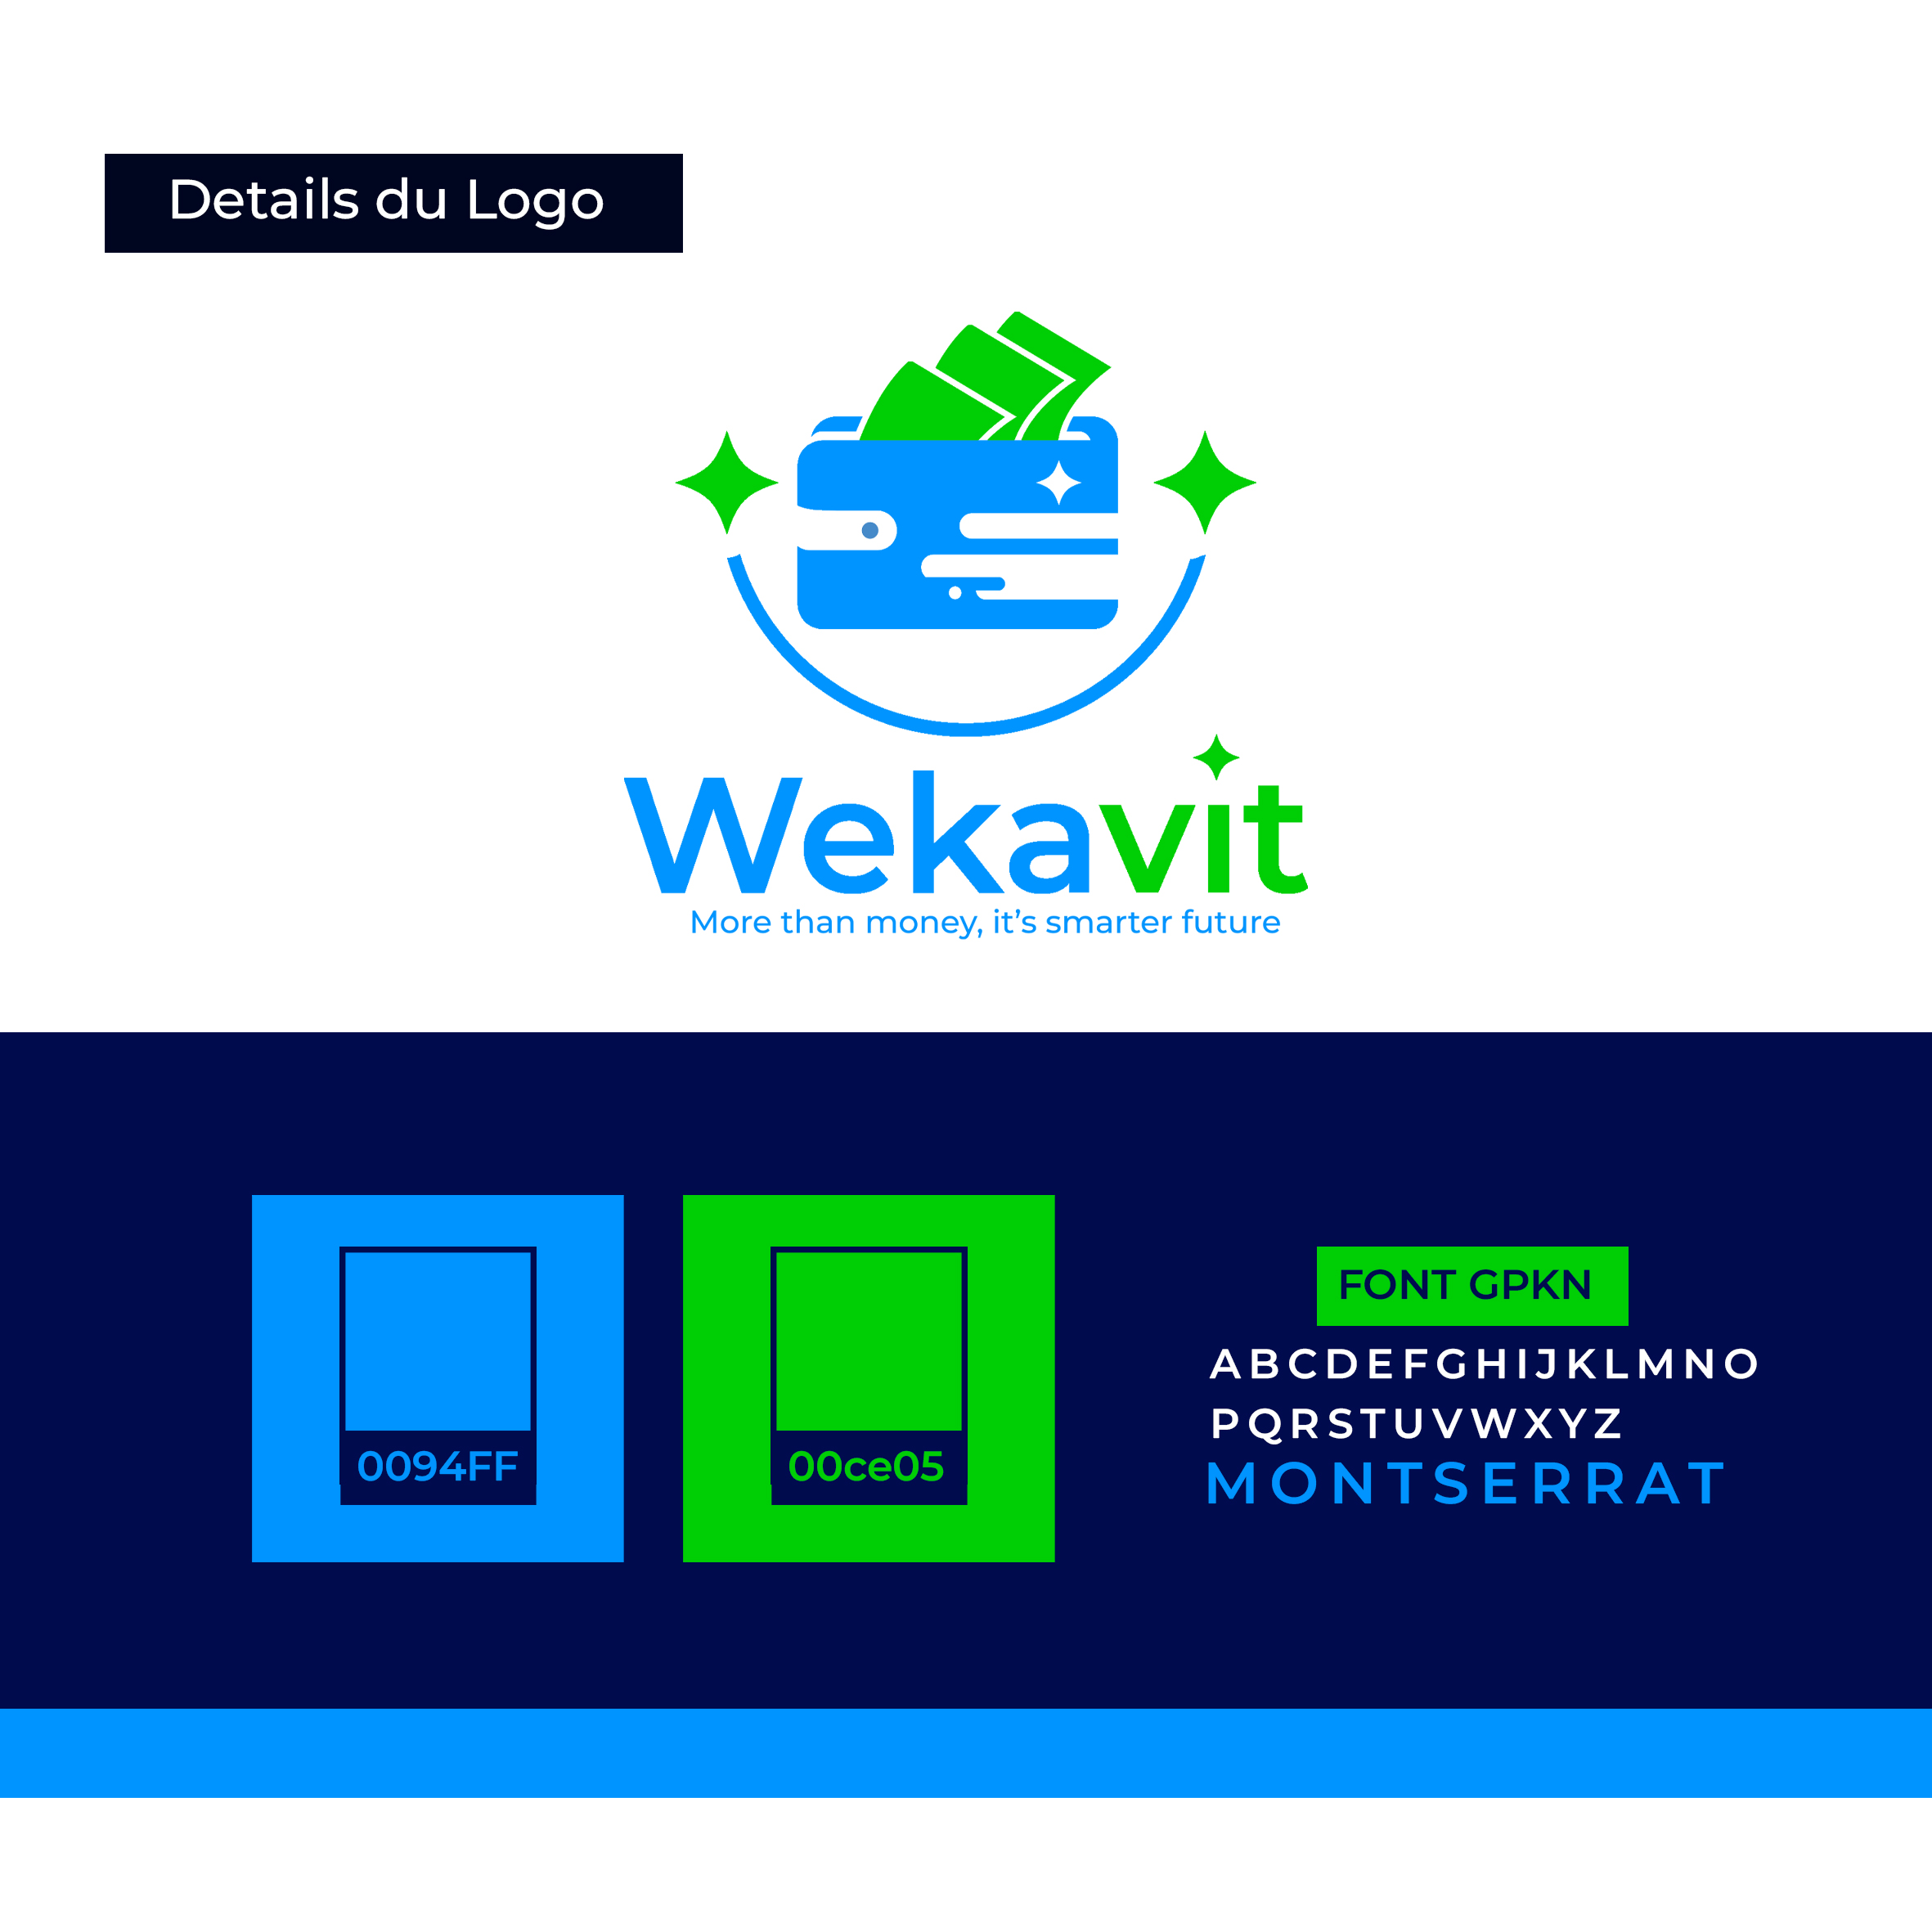 Details du Logo
Wekavit
More than money, it's smarter future
0094FF
00ce05
FONT GPKN
ABCDEFGHIJKLMNO
PQRSTUVWXYZ
MONTSERRAT